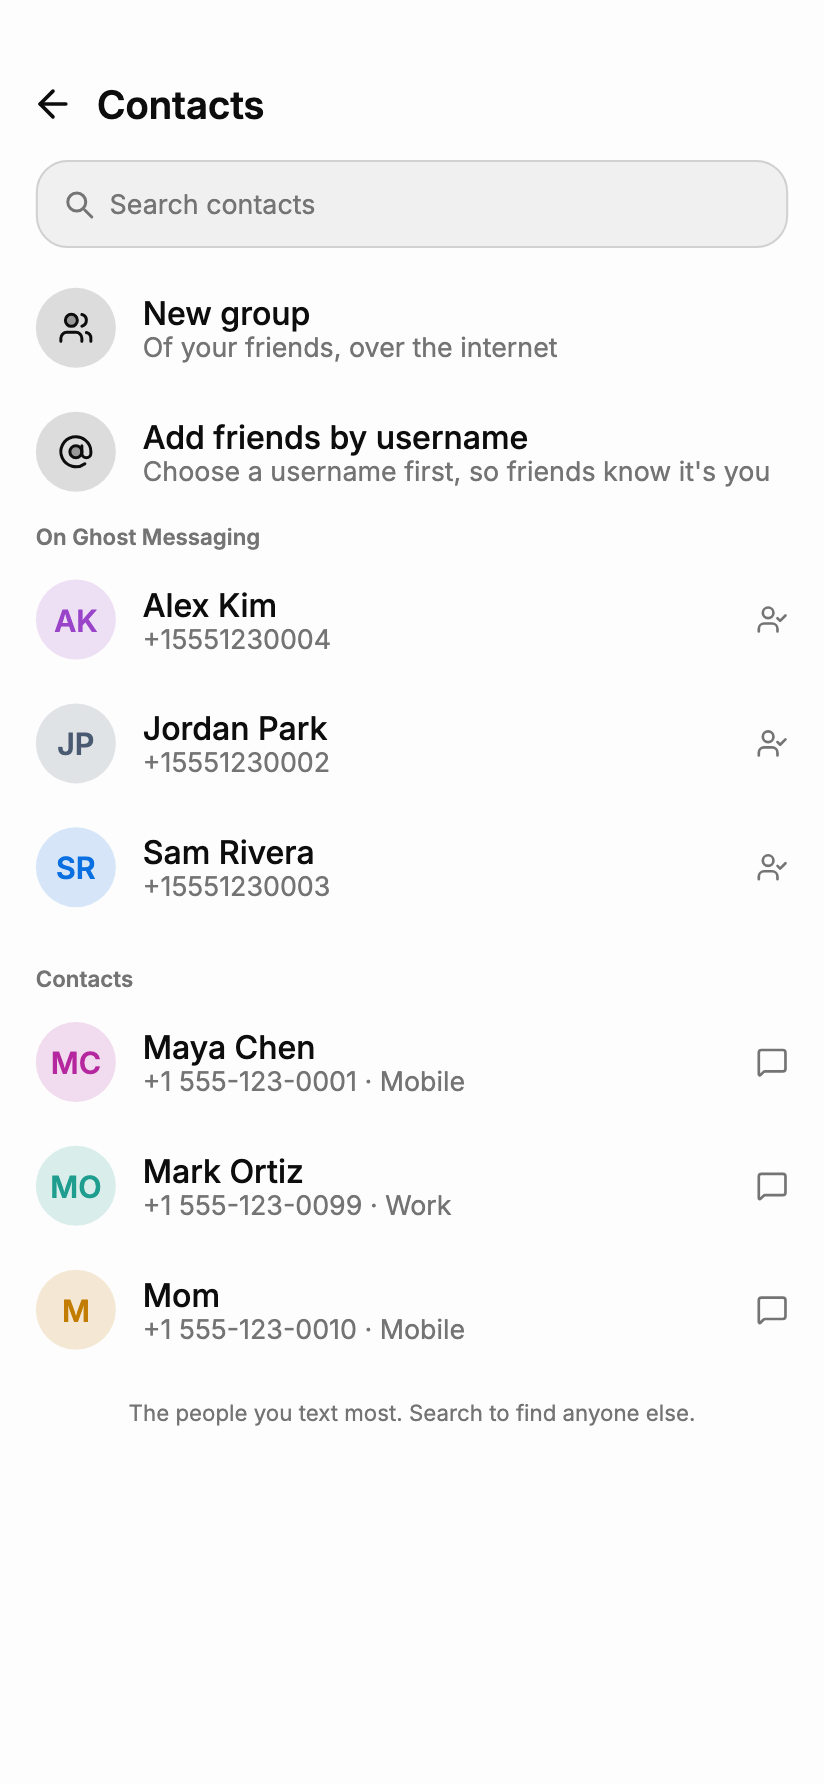 Contacts
Search contacts
New group
Of your friends, over the internet
Add friends by username
Choose a username first, so friends know it's you
On Ghost Messaging
AK
Alex Kim
+15551230004
JP
Jordan Park
+15551230002
SR
Sam Rivera
+15551230003
Contacts
MC
Maya Chen
+1 555-123-0001 · Mobile
MO
Mark Ortiz
+1 555-123-0099 · Work
M
Mom
+1 555-123-0010 · Mobile
The people you text most. Search to find anyone else.